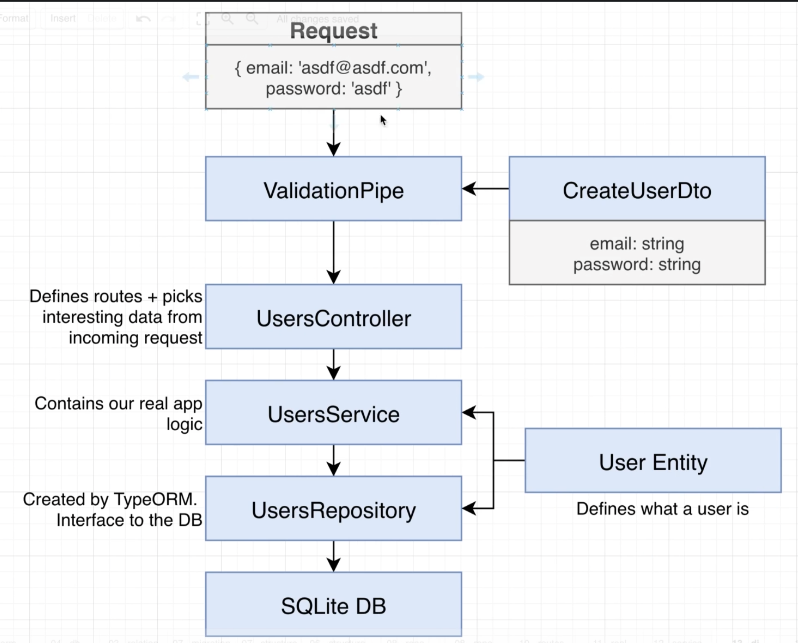 Format Insert All changes saved
Request
{ email: 'asdf@asdf.com',
password: 'asdf' }
ValidationPipe
CreateUserDto
email: string
password: string
Defines routes + picks
interesting data from
incoming request
UsersController
Contains our real app
logic
UsersService
User Entity
Defines what a user is
Created by TypeORM.
Interface to the DB
UsersRepository
SQLite DB